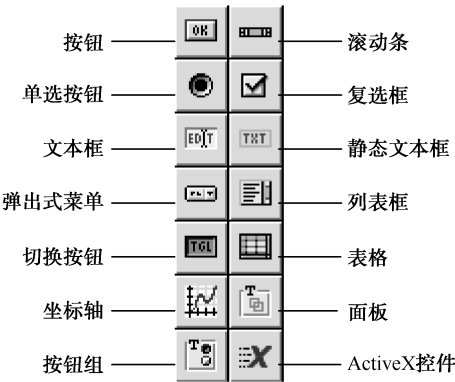 按钮 OK 滚动条
单选按钮 复选框
文本框 EDIT TXT 静态文本框
弹出式菜单 列表框
切换按钮 TGL 表格
坐标轴 T 面板
按钮组 T X ActiveX控件